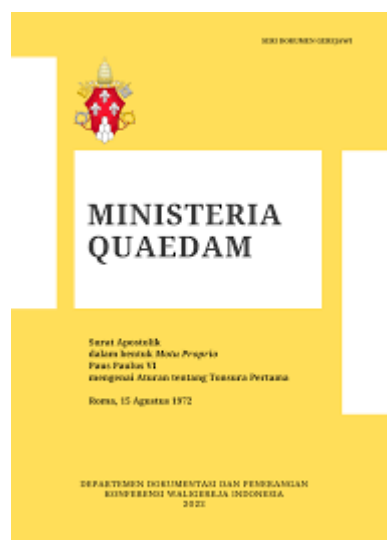 SERI DOKUMEN GEREJAWI
MINISTERIA
QUAEDAM
Surat Apostolik
dalam bentuk Motu Proprio
Paus Paulus VI
mengenai Aturan tentang Tonsura Pertama
Roma, 15 Agustus 1972
DEPARTEMEN DOKUMENTASI DAN PENERANGAN
KONFERENSI WALIGEREJA INDONESIA